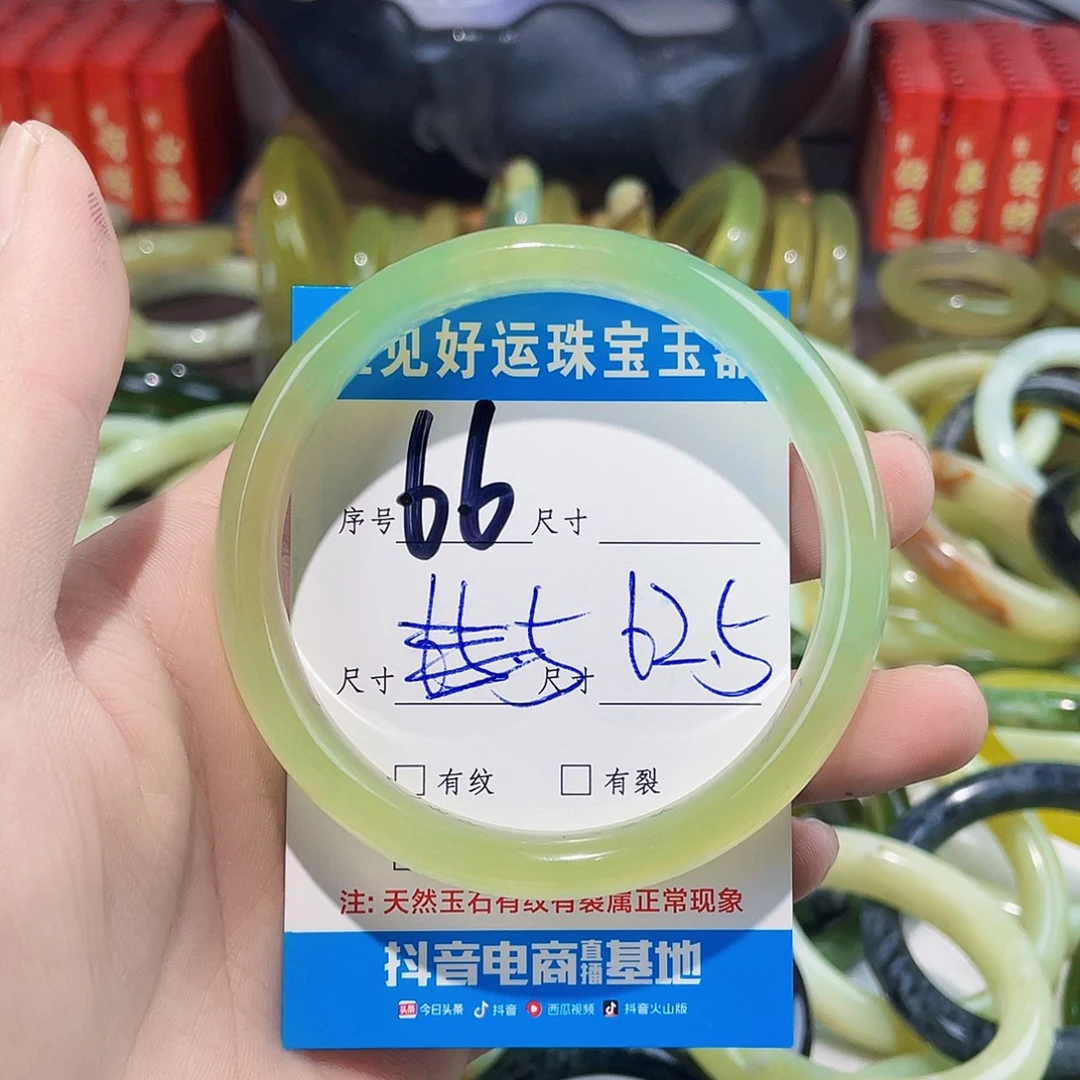 见好运珠宝玉器
序号 66 尺寸
尺寸 尺寸 62.5
□有纹 □有裂
注: 天然玉石有纹有裂属正常现象
抖音电商直播基地
今日头条 抖音 西瓜视频 抖音火山版